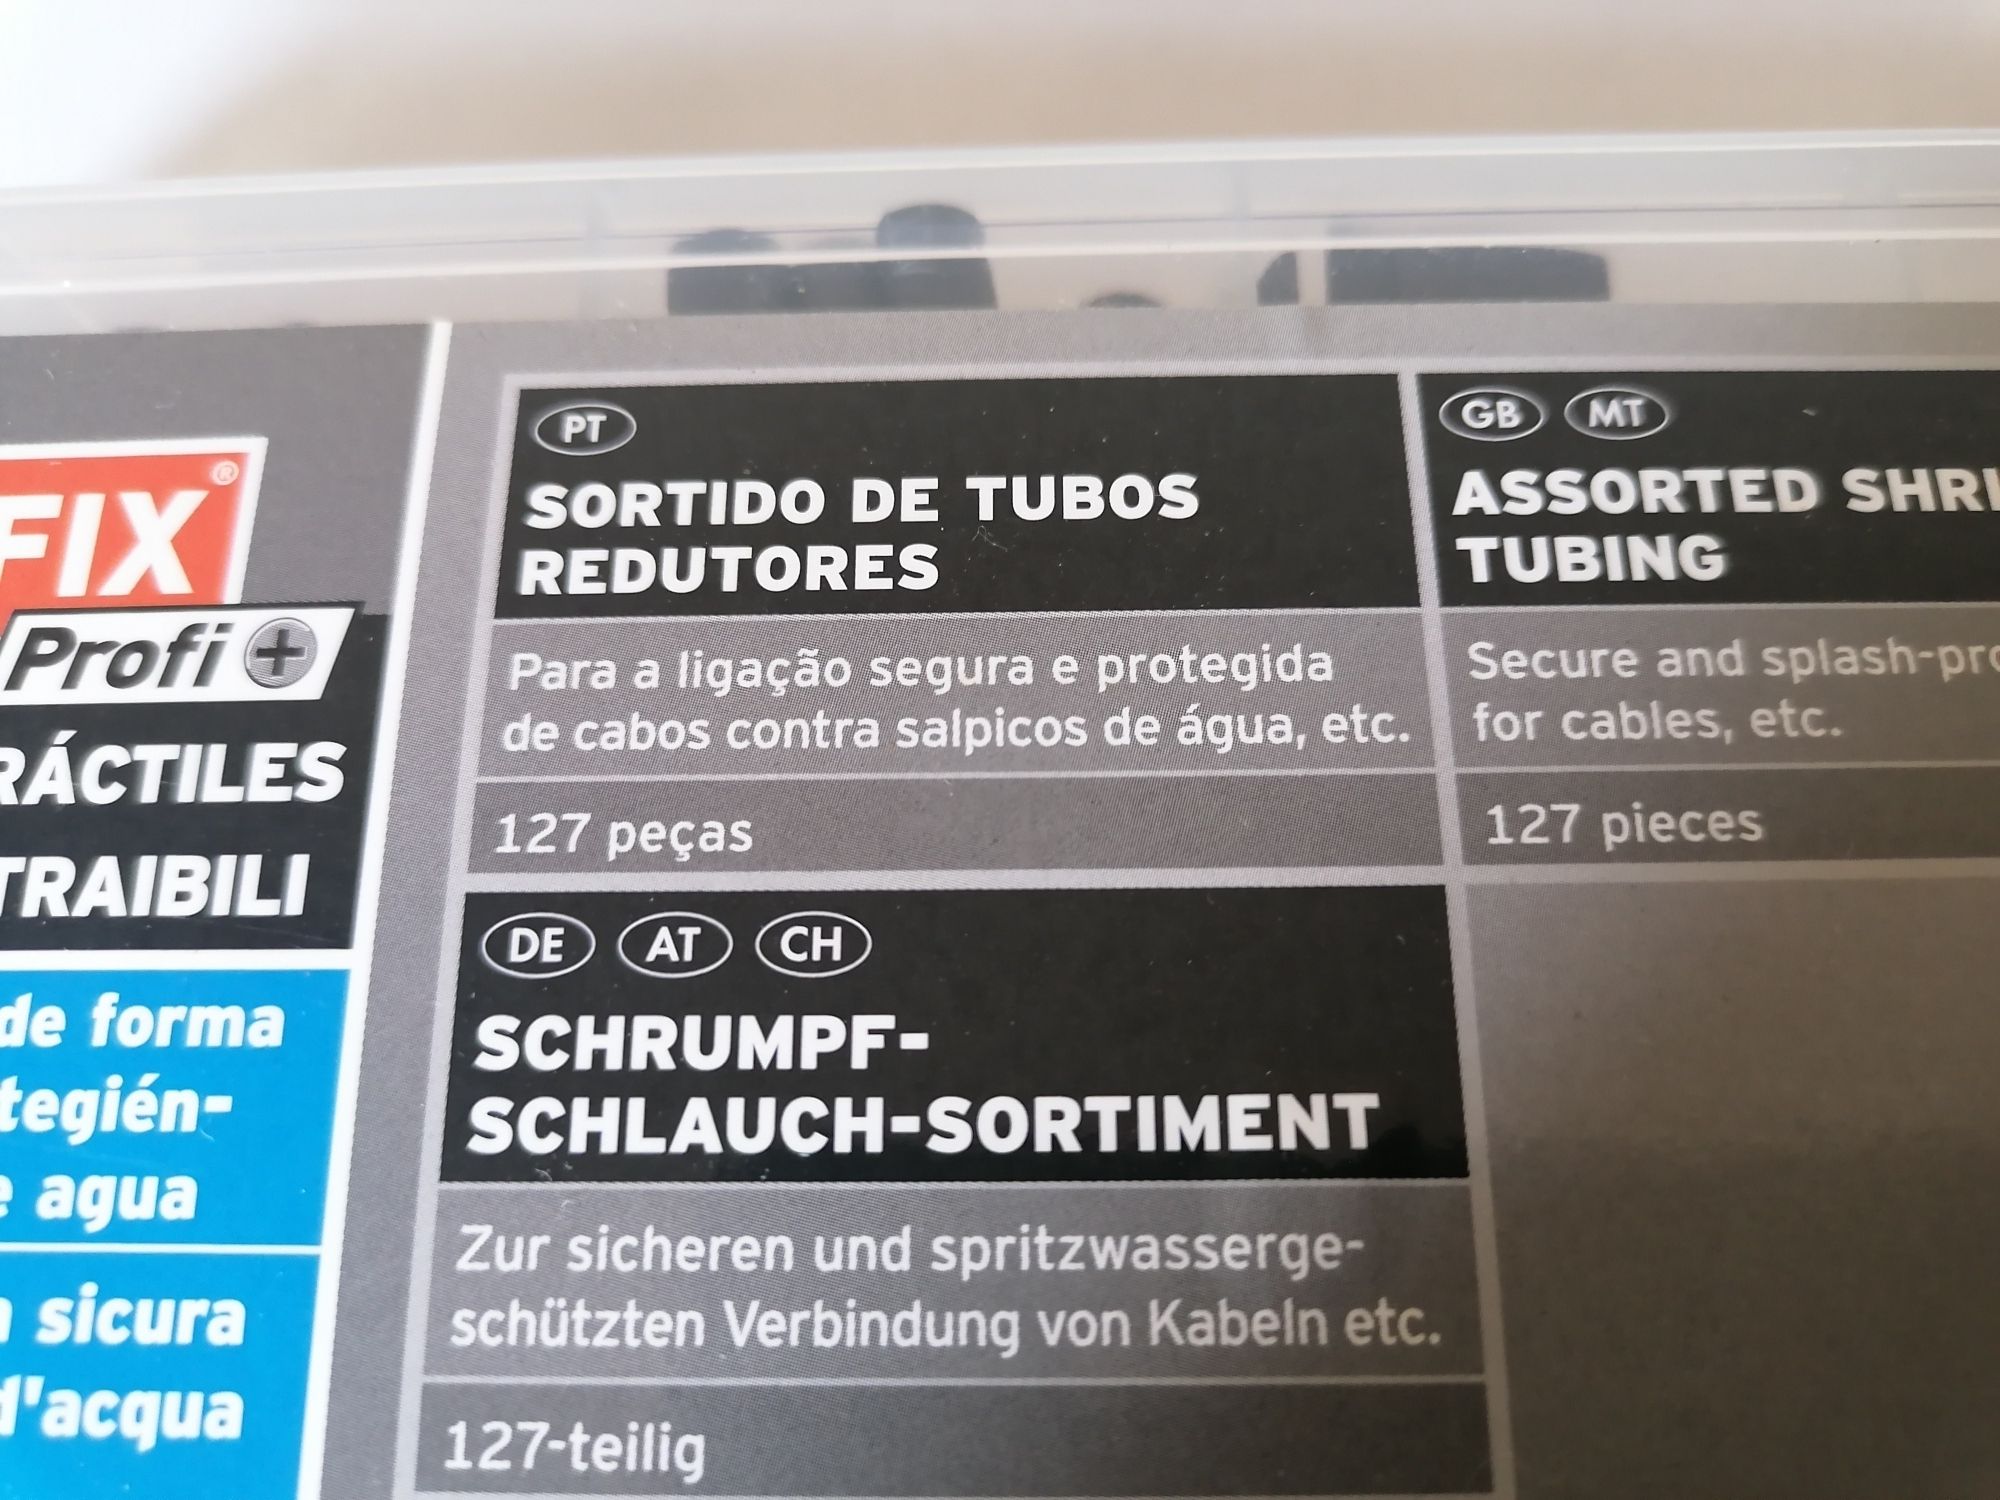 FIX®
Profi+
RÁCTILES
TRAIBILI
de forma
tegién-
e agua
sicura
d'acqua
PT
SORTIDO DE TUBOS
REDUTORES
Para a ligação segura e protegida
de cabos contra salpicos de água, etc.
127 peças
GB MT
ASSORTED SHRI
TUBING
Secure and splash-pro
for cables, etc.
127 pieces
DE AT CH
SCHRUMPF-
SCHLAUCH-SORTIMENT
Zur sicheren und spritzwasserge-
schützten Verbindung von Kabeln etc.
127-teilig